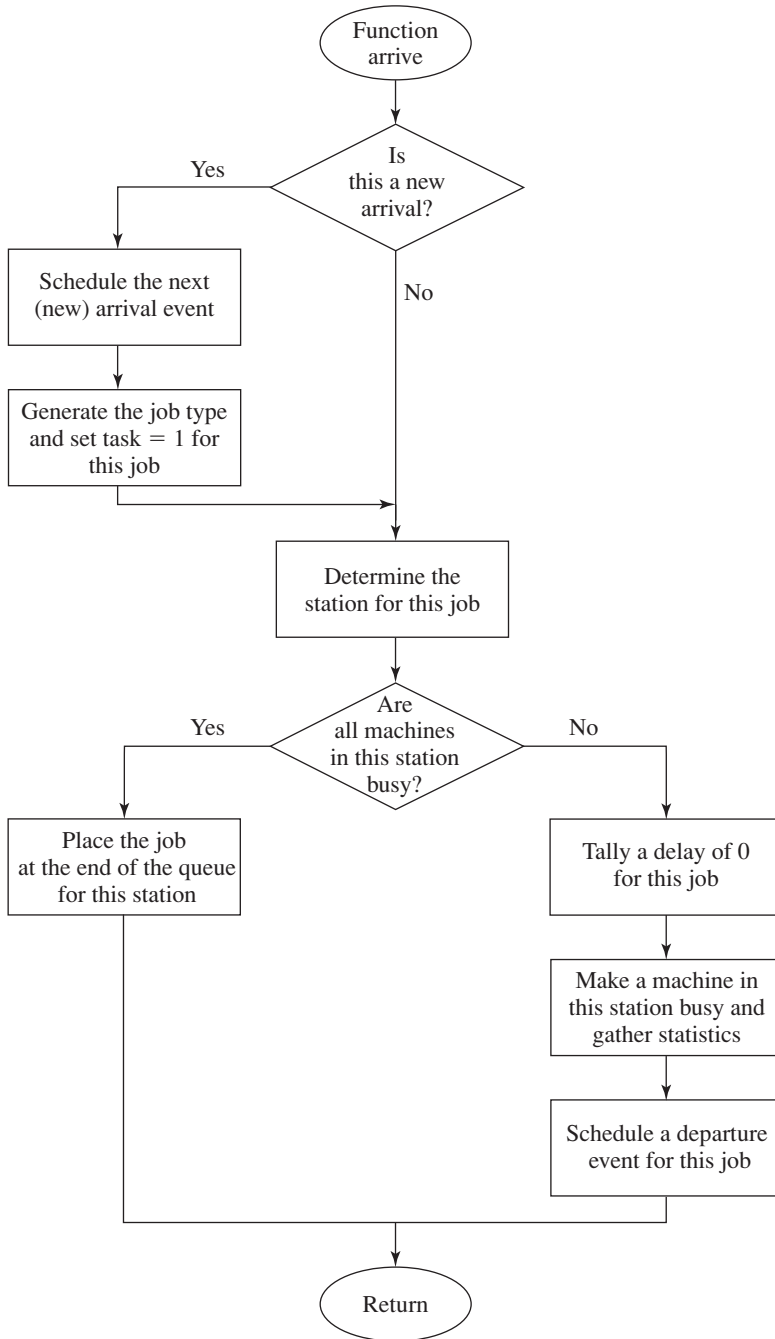 Function
arrive
Is
this a new
arrival?
Yes
No
Schedule the next
(new) arrival event
Generate the job type
and set task = 1 for
this job
Determine the
station for this job
Are
all machines
in this station
busy?
Yes
No
Place the job
at the end of the queue
for this station
Tally a delay of 0
for this job
Make a machine in
this station busy and
gather statistics
Schedule a departure
event for this job
Return